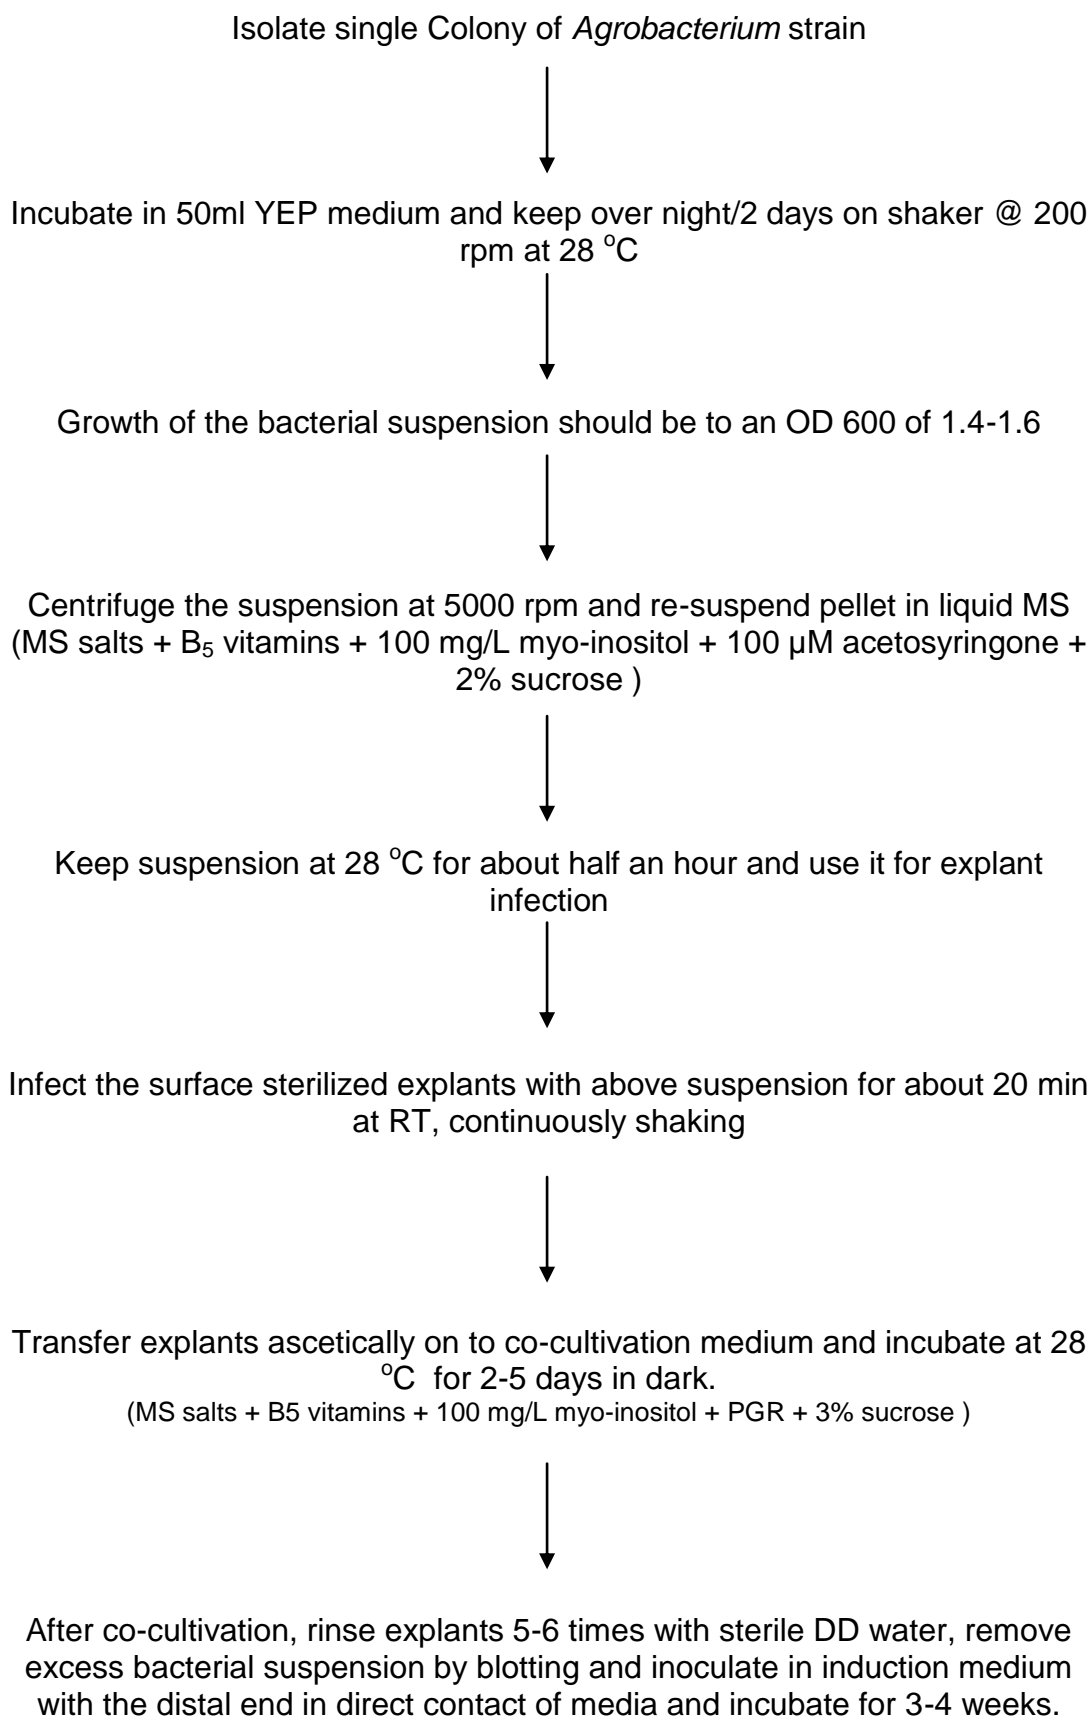 Isolate single Colony of Agrobacterium strain
Incubate in 50ml YEP medium and keep over night/2 days on shaker @ 200
rpm at 28 °C
Growth of the bacterial suspension should be to an OD 600 of 1.4-1.6
Centrifuge the suspension at 5000 rpm and re-suspend pellet in liquid MS
(MS salts + B₅ vitamins + 100 mg/L myo-inositol + 100 µM acetosyringone +
2% sucrose )
Keep suspension at 28 °C for about half an hour and use it for explant
infection
Infect the surface sterilized explants with above suspension for about 20 min
at RT, continuously shaking
Transfer explants ascetically on to co-cultivation medium and incubate at 28
°C for 2-5 days in dark.
(MS salts + B5 vitamins + 100 mg/L myo-inositol + PGR + 3% sucrose )
After co-cultivation, rinse explants 5-6 times with sterile DD water, remove
excess bacterial suspension by blotting and inoculate in induction medium
with the distal end in direct contact of media and incubate for 3-4 weeks.